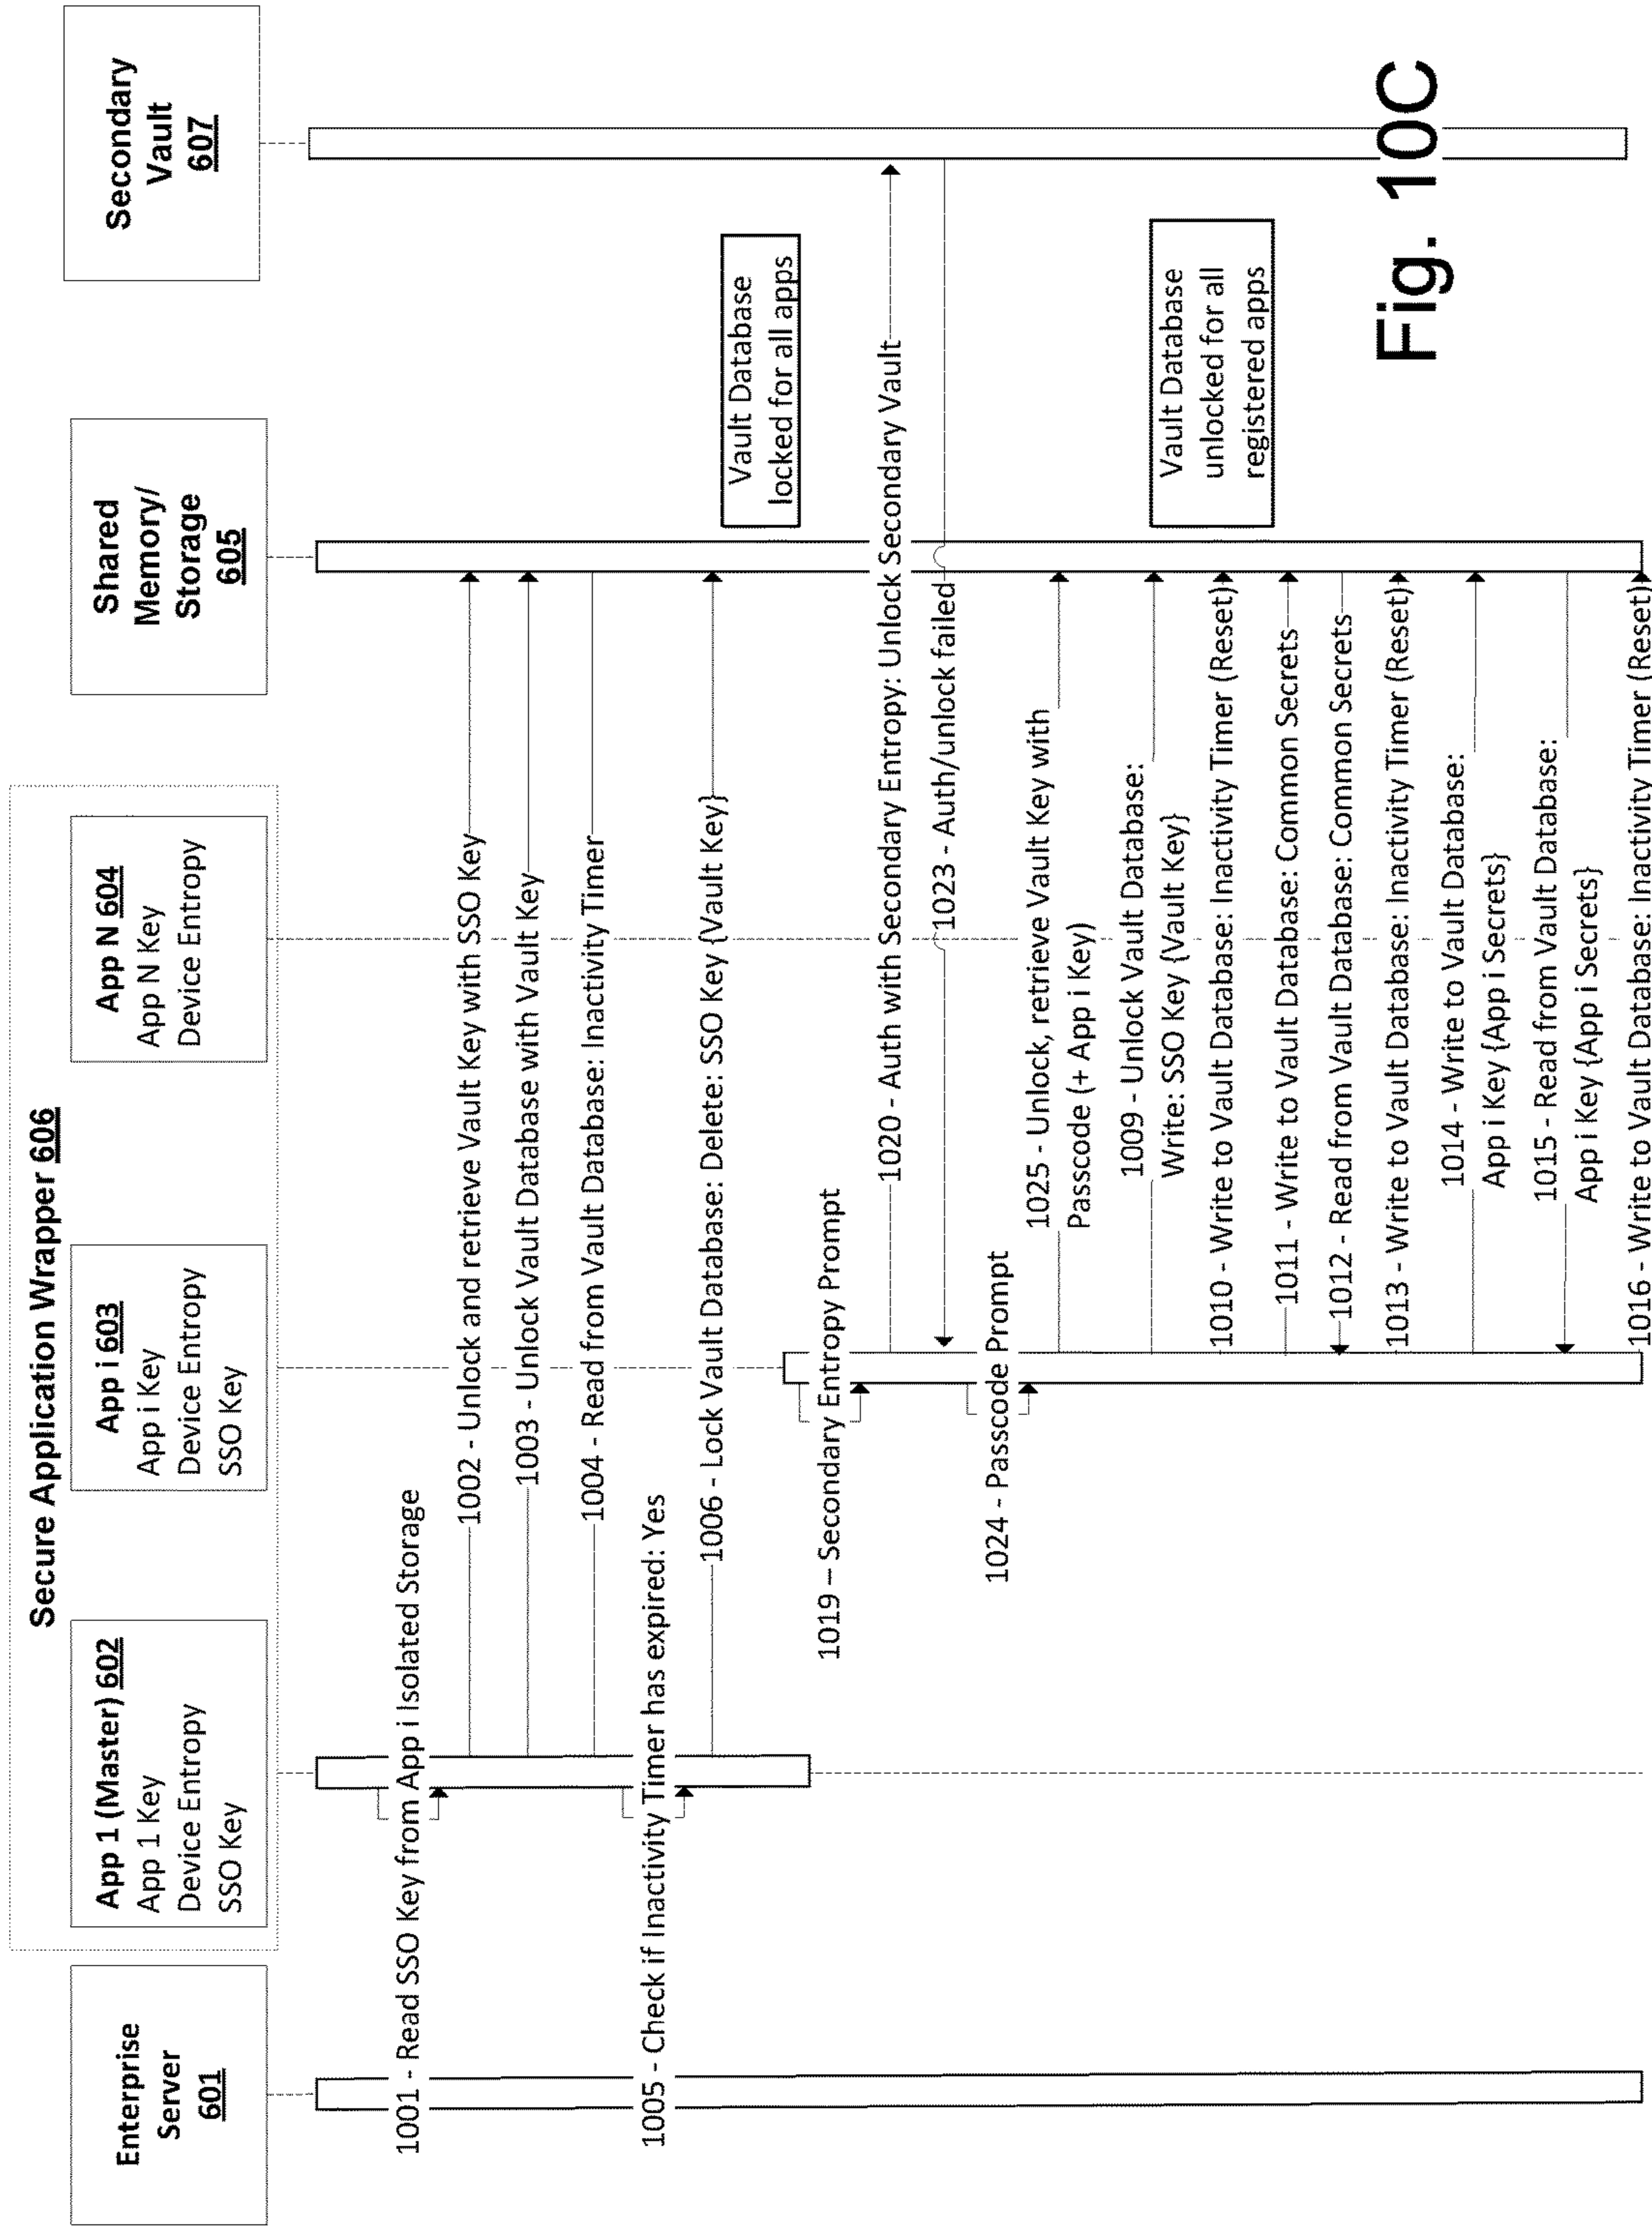 Secure Application Wrapper 606
Enterprise
Server
601
App 1 (Master) 602
App 1 Key
Device Entropy
SSO Key
App i 603
App i Key
Device Entropy
SSO Key
App N 604
App N Key
Device Entropy
Shared
Memory/
Storage
605
Secondary
Vault
607
1001 - Read SSO Key from App i Isolated Storage
1002 - Unlock and retrieve Vault Key with SSO Key
1003 - Unlock Vault Database with Vault Key
1004 - Read from Vault Database: Inactivity Timer
1005 - Check if Inactivity Timer has expired: Yes
1006 - Lock Vault Database: Delete: SSO Key {Vault Key}
Vault Database
locked for all apps
1019 – Secondary Entropy Prompt
1020 - Auth with Secondary Entropy: Unlock Secondary Vault
1023 - Auth/unlock failed
1024 - Passcode Prompt
1025 - Unlock, retrieve Vault Key with
Passcode (+ App i Key)
1009 - Unlock Vault Database:
Write: SSO Key {Vault Key}
Vault Database
unlocked for all
registered apps
1010 - Write to Vault Database: Inactivity Timer (Reset)
1011 - Write to Vault Database: Common Secrets
1012 - Read from Vault Database: Common Secrets
1013 - Write to Vault Database: Inactivity Timer (Reset)
1014 - Write to Vault Database:
App i Key {App i Secrets}
1015 - Read from Vault Database:
App i Key {App i Secrets}
1016 - Write to Vault Database: Inactivity Timer (Reset)
Fig. 10C